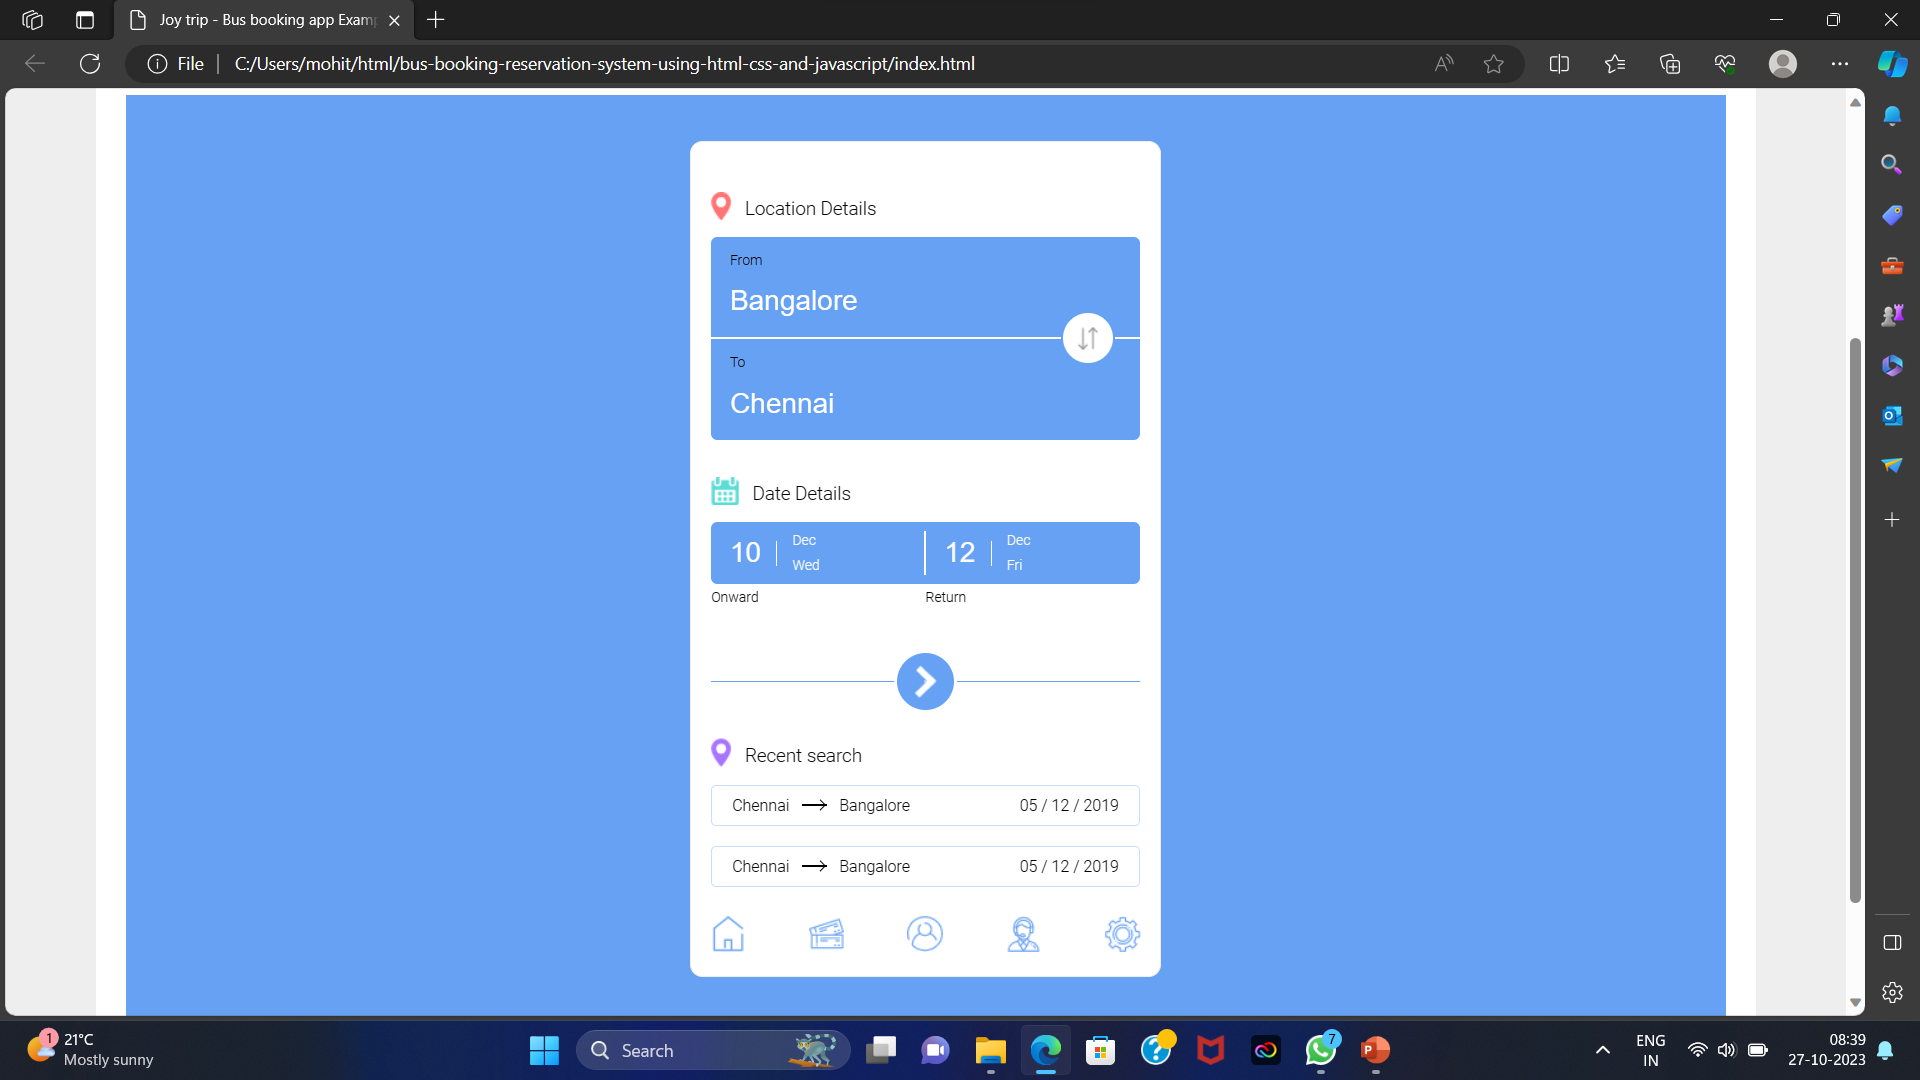 Joy trip - Bus booking app Examp
File
C:/Users/mohit/html/bus-booking-reservation-system-using-html-css-and-javascript/index.html
Location Details
From
Bangalore
To
Chennai
Date Details
10 Dec Wed
12 Dec Fri
Onward
Return
Recent search
Chennai Bangalore 05 / 12 / 2019
Chennai Bangalore 05 / 12 / 2019
1
21°C
Mostly sunny
Search
7
ENG
IN
08:39
27-10-2023